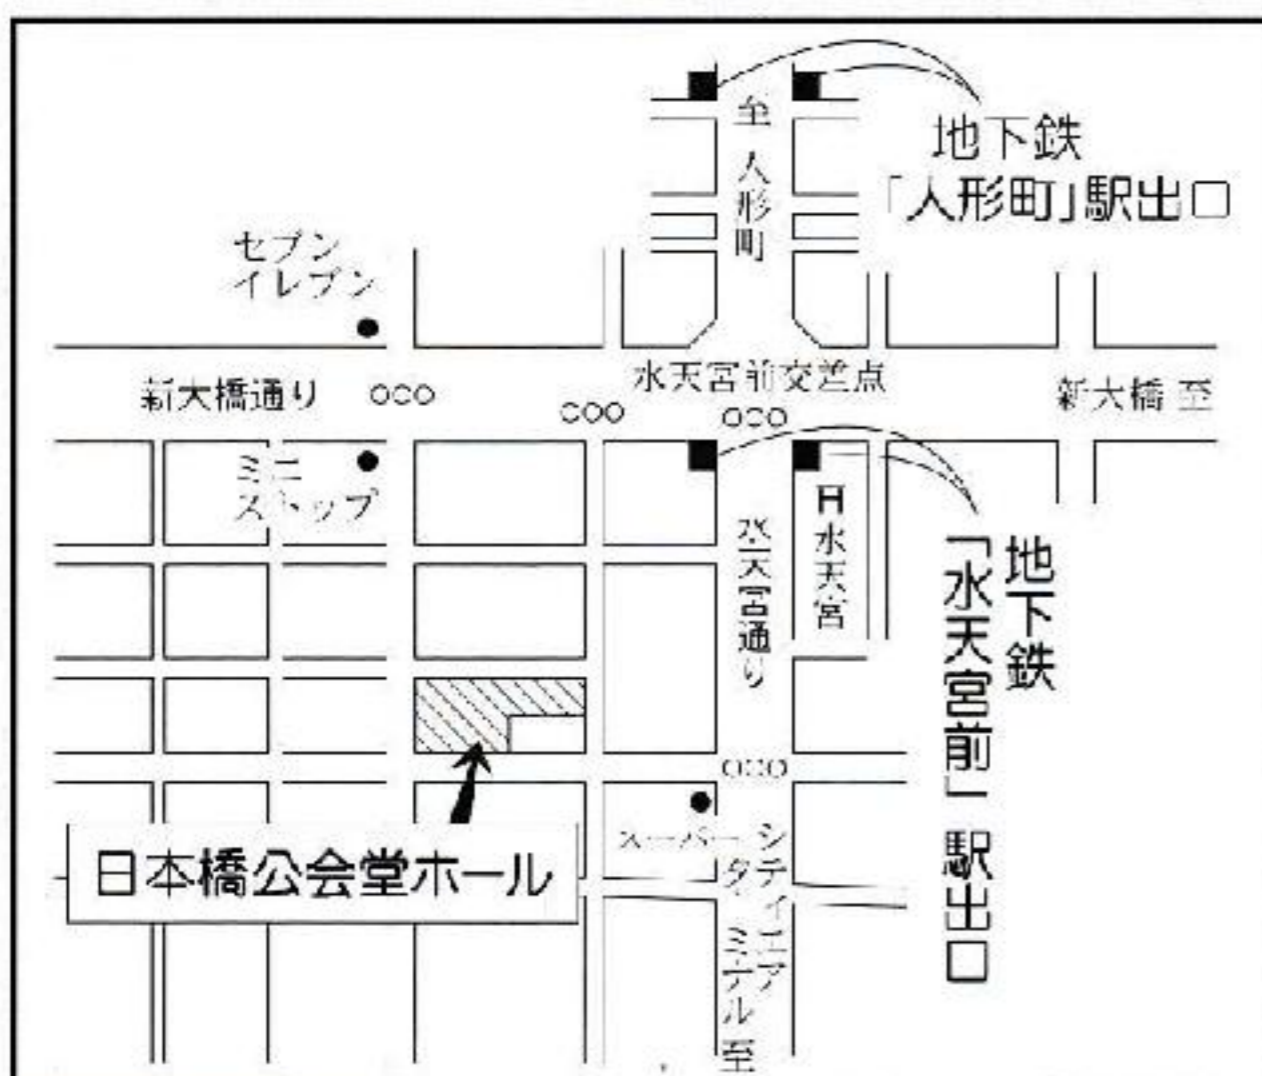 至 人形町
地下鉄
「人形町」駅出口
セブン
イレブン
新大橋通り
水天宮前交差点
新大橋 至
ミニ
ストップ
水天宮通り
水天宮
地下鉄
「水天宮前」駅出口
スーパー
シティエア
ターミナル 至
日本橋公会堂ホール